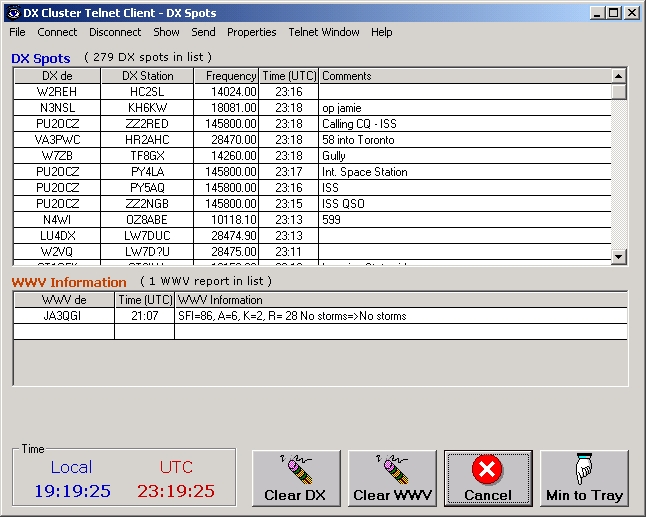 DX Cluster Telnet Client - DX Spots
File Connect Disconnect Show Send Properties Telnet Window Help
DX Spots ( 279 DX spots in list )
DX de DX Station Frequency Time (UTC) Comments
W2REH HC2SL 14024.00 23:16
N3NSL KH6KW 18081.00 23:18 op jamie
PU2OCZ ZZ2RED 145800.00 23:18 Calling CQ - ISS
VA3PWC HR2AHC 28470.00 23:18 58 into Toronto
W7ZB TF8GX 14260.00 23:18 Gully
PU2OCZ PY4LA 145800.00 23:17 Int. Space Station
PU2OCZ PY5AQ 145800.00 23:16 ISS
PU2OCZ ZZ2NGB 145800.00 23:15 ISS QSO
N4WI OZ8ABE 10118.10 23:13 599
LU4DX LW7DUC 28474.90 23:13
W2VQ LW7D?U 28475.00 23:11
WWV Information ( 1 WWV report in list )
WWV de Time (UTC) WWV Information
JA3QGI 21:07 SFI=86, A=6, K=2, R= 28 No storms=>No storms
Time
Local UTC
19:19:25 23:19:25
Clear DX Clear WWV Cancel Min to Tray